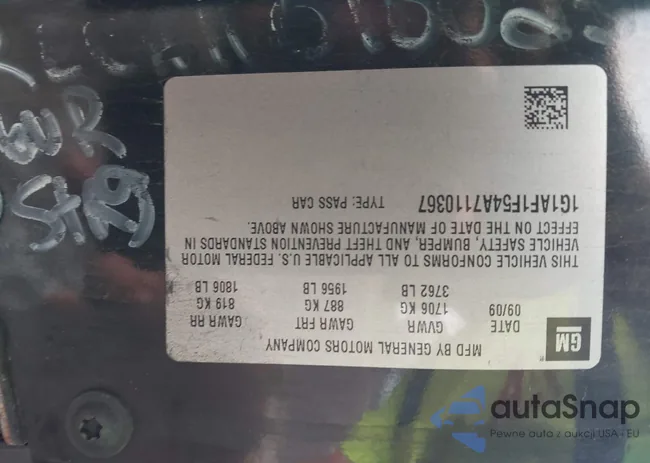 GM
MFD BY GENERAL MOTORS COMPANY
DATE GVWR GAWR FRT GAWR RR
09/09 1706 KG 887 KG 819 KG
3762 LB 1956 LB 1806 LB
THIS VEHICLE CONFORMS TO ALL APPLICABLE U.S. FEDERAL MOTOR
VEHICLE SAFETY, BUMPER, AND THEFT PREVENTION STANDARDS IN
EFFECT ON THE DATE OF MANUFACTURE SHOWN ABOVE.
1G1AF1F54A7110367 TYPE: PASS CAR
autoSnap
Pewne auto z aukcji USA - EU